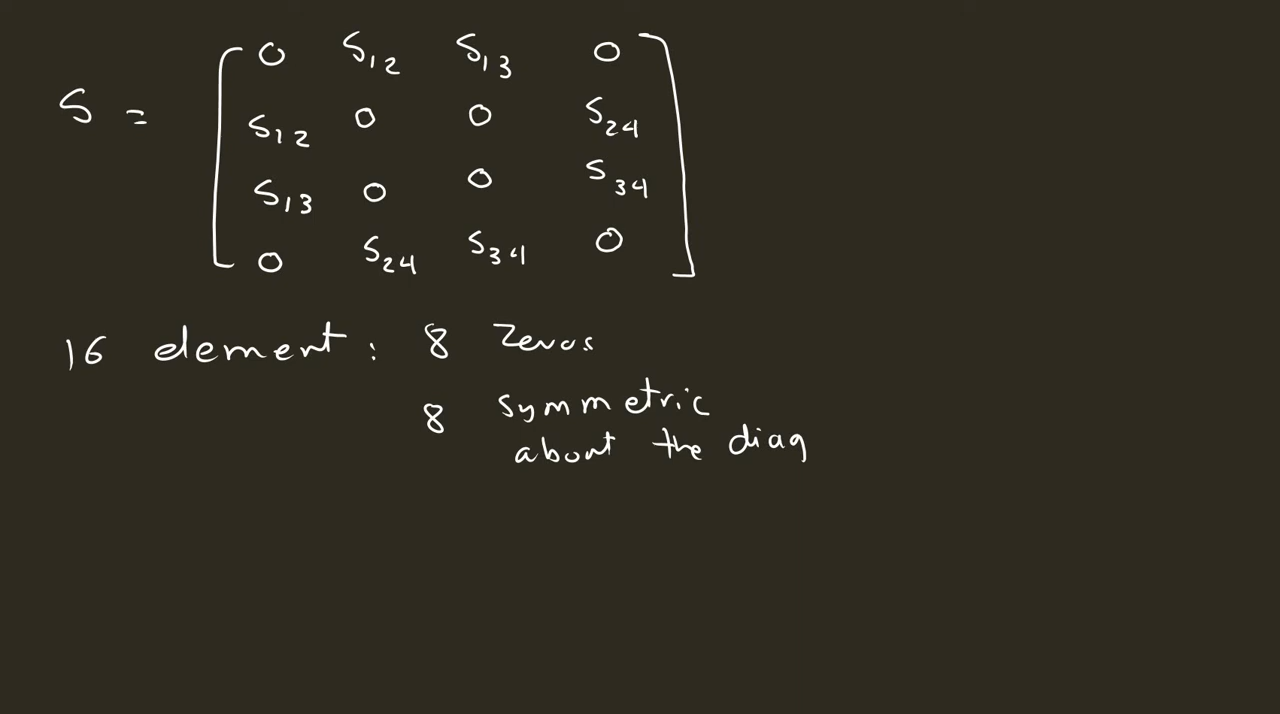 S = [ 0 S12 S13 0
S12 0 0 S24
S13 0 0 S34
0 S24 S34 0 ]
16 element : 8 zeros
8 symmetric
about the diag